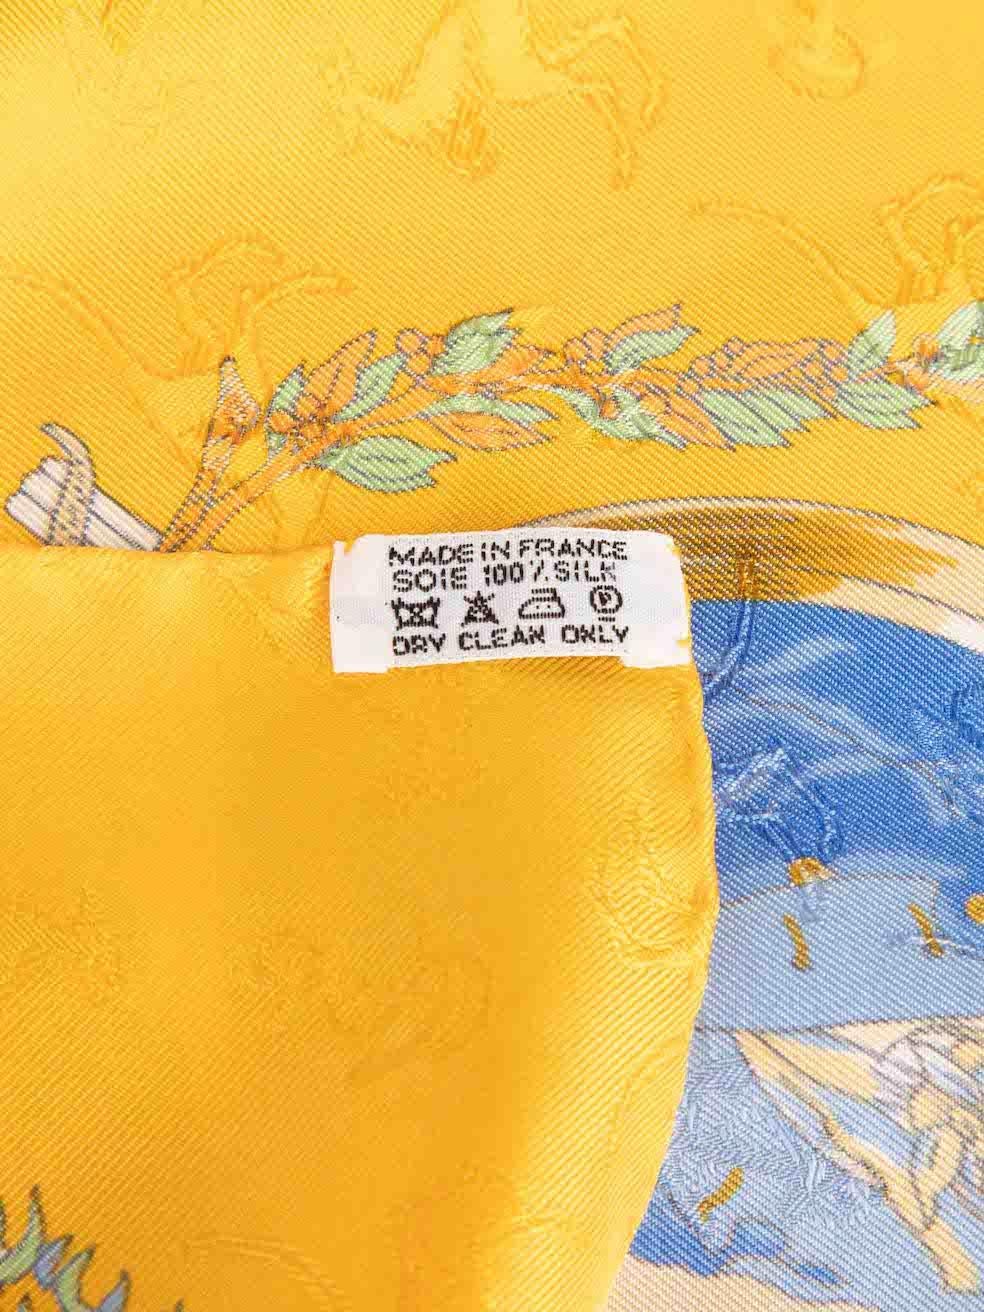 MADE IN FRANCE
SOIE 100% SILK
P
DRY CLEAN ONLY